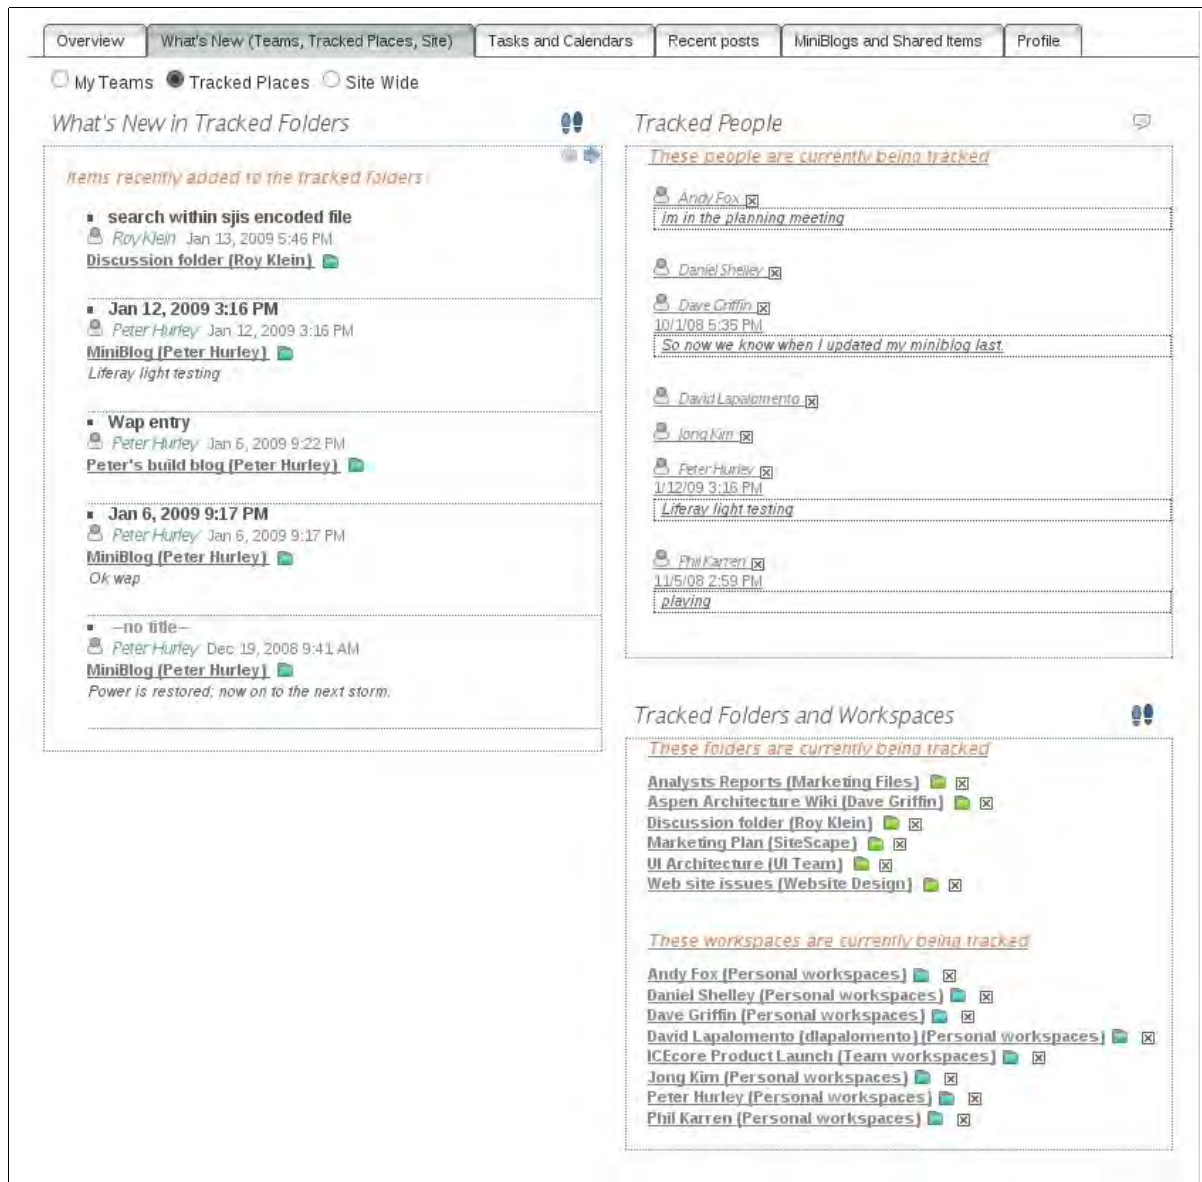 Overview What's New (Teams, Tracked Places, Site) Tasks and Calendars Recent posts MiniBlogs and Shared Items Profile
My Teams Tracked Places Site Wide
What's New in Tracked Folders
Items recently added to the tracked folders
search within sjis encoded file
Roy Klein Jan 13, 2009 5:46 PM
Discussion folder (Roy Klein)
Jan 12, 2009 3:16 PM
Peter Hurley Jan 12, 2009 3:16 PM
MiniBlog (Peter Hurley)
Liferay light testing
Wap entry
Peter Hurley Jan 6, 2009 9:22 PM
Peter's build blog (Peter Hurley)
Jan 6, 2009 9:17 PM
Peter Hurley Jan 6, 2009 9:17 PM
MiniBlog (Peter Hurley)
Ok wap
--no title--
Peter Hurley Dec 19, 2008 9:41 AM
MiniBlog (Peter Hurley)
Power is restored; now on to the next storm.
Tracked People
These people are currently being tracked
Andy Fox
im in the planning meeting
Daniel Shelley
Dave Griffin
10/1/08 5:35 PM
So now we know when I updated my miniblog last.
David Lapalomento
Jong Kim
Peter Hurley
1/12/09 3:16 PM
Liferay light testing
Phil Karren
11/5/08 2:59 PM
playing
Tracked Folders and Workspaces
These folders are currently being tracked
Analysts Reports (Marketing Files)
Aspen Architecture Wiki (Dave Griffin)
Discussion folder (Roy Klein)
Marketing Plan (SiteScape)
UI Architecture (UI Team)
Web site issues (Website Design)
These workspaces are currently being tracked
Andy Fox (Personal workspaces)
Daniel Shelley (Personal workspaces)
Dave Griffin (Personal workspaces)
David Lapalomento (dlapalomento) (Personal workspaces)
ICEcore Product Launch (Team workspaces)
Jong Kim (Personal workspaces)
Peter Hurley (Personal workspaces)
Phil Karren (Personal workspaces)